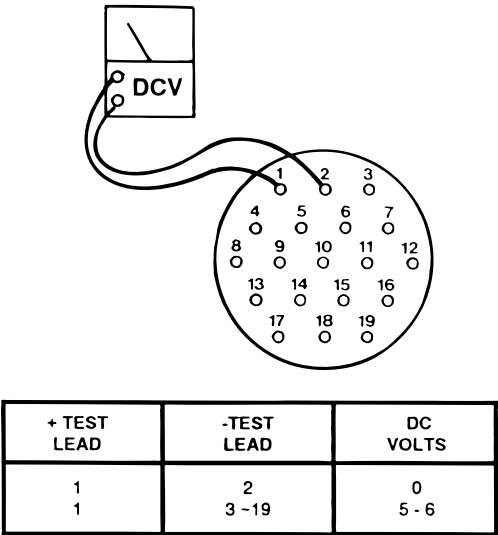 DCV
1 2 3
4 5 6 7
8 9 10 11 12
13 14 15 16
17 18 19
+ TEST LEAD -TEST LEAD DC VOLTS
1 2 0
1 3 ~19 5 - 6